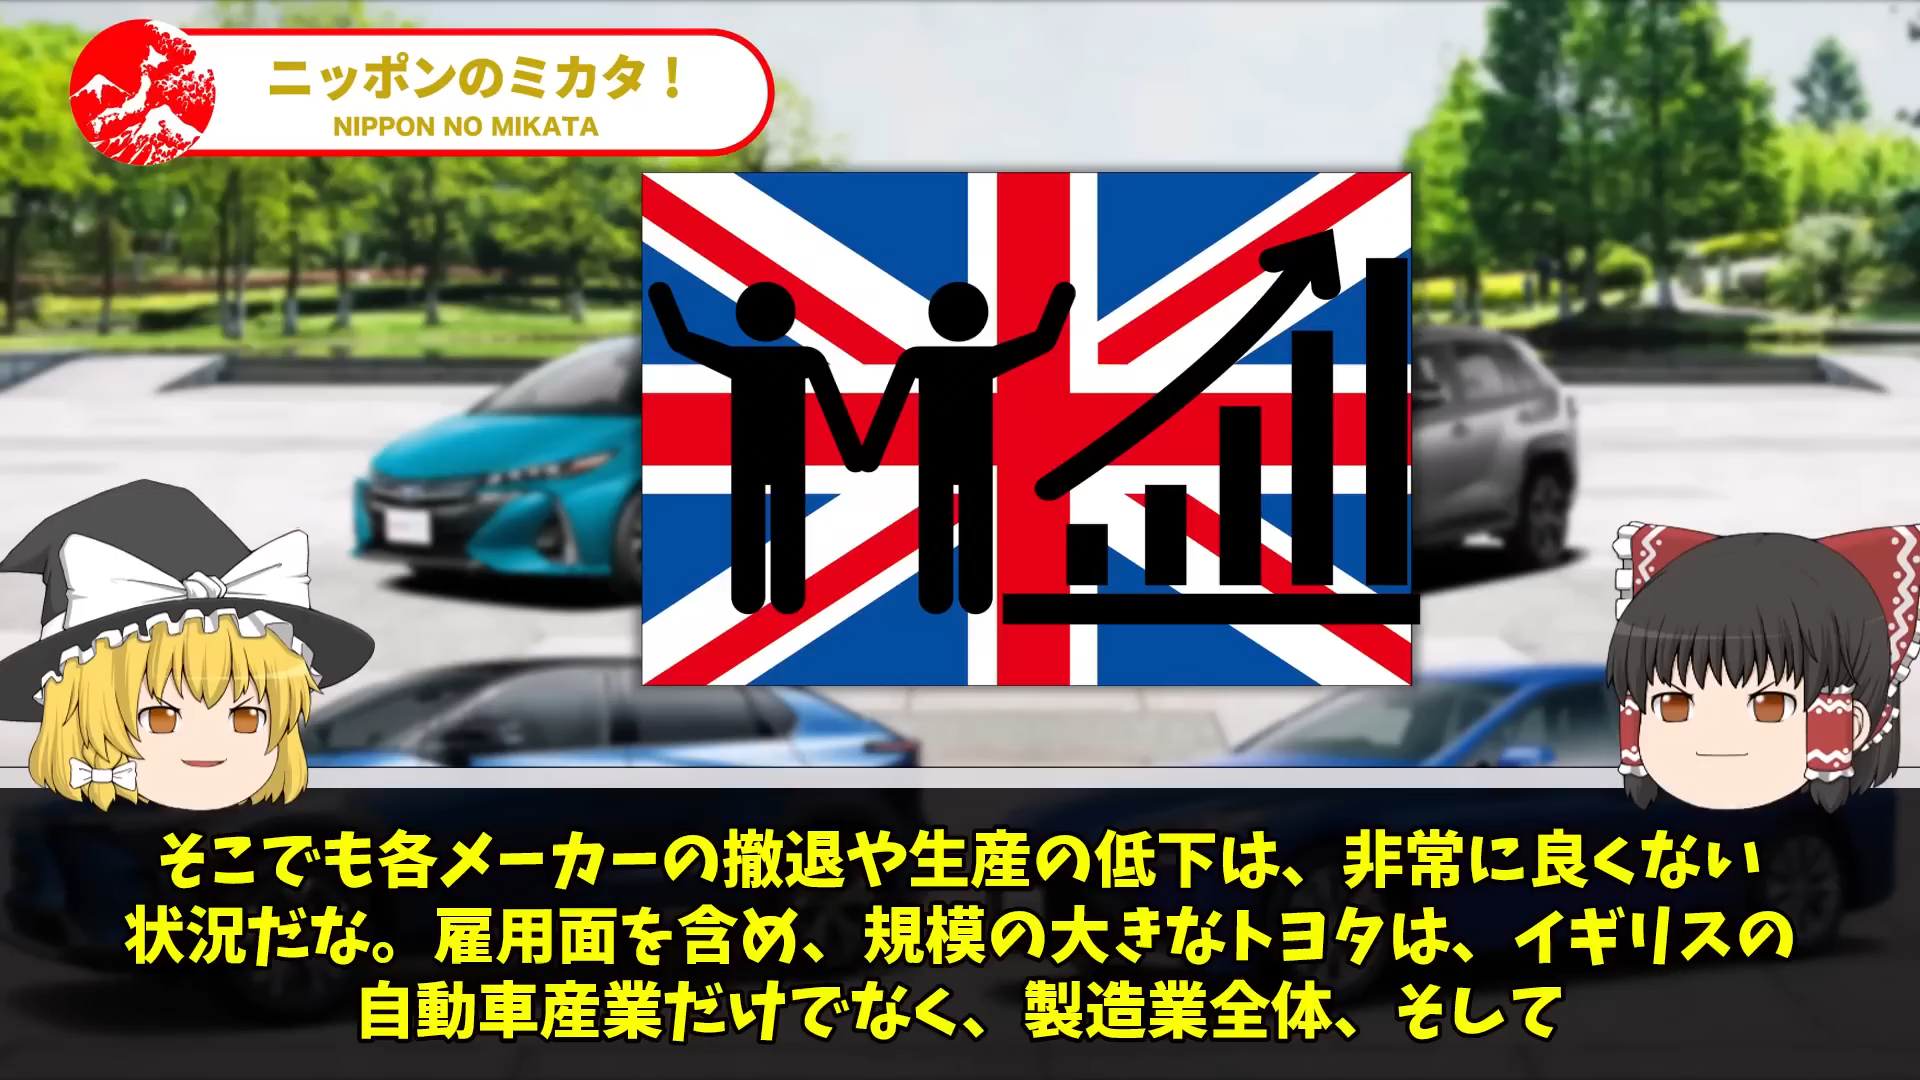 ニッポンのミカタ！
NIPPON NO MIKATA
そこでも各メーカーの撤退や生産の低下は、非常に良くない
状況だな。雇用面を含め、規模の大きなトヨタは、イギリスの
自動車産業だけでなく、製造業全体、そして